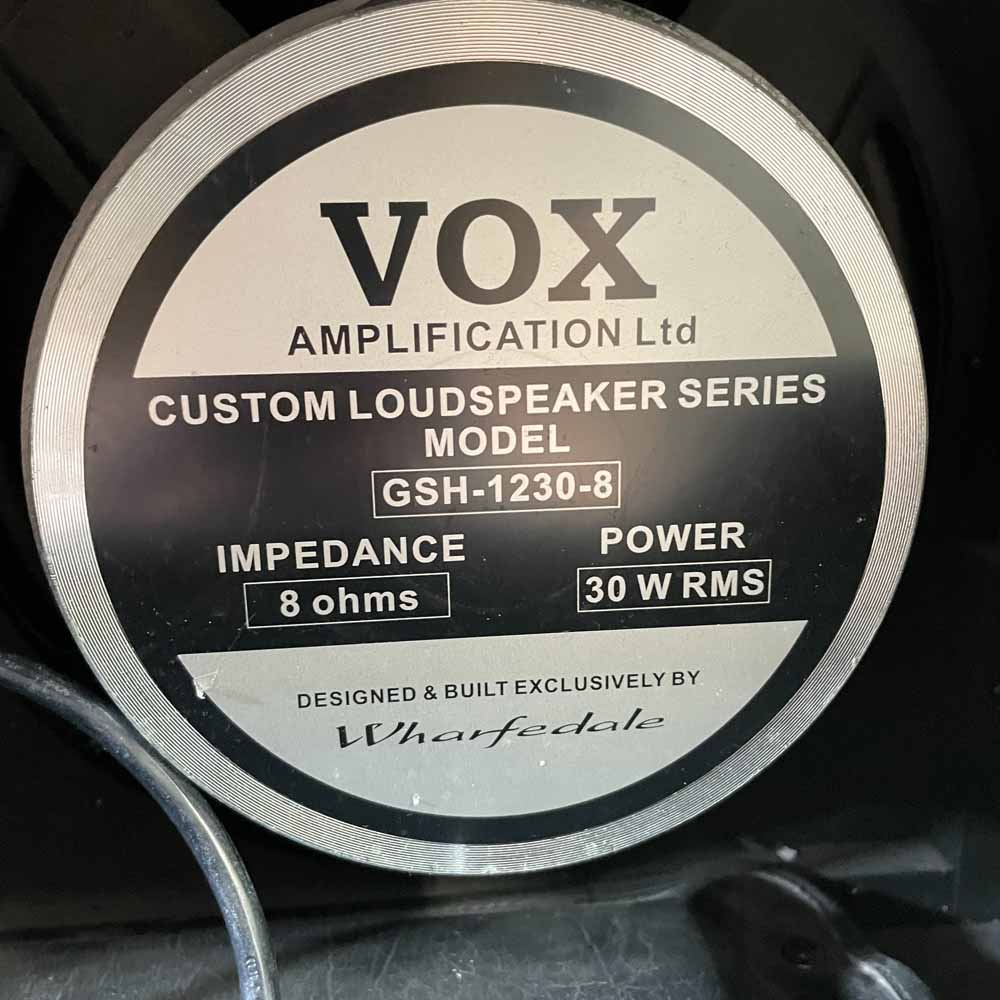 VOX
AMPLIFICATION Ltd
CUSTOM LOUDSPEAKER SERIES
MODEL
GSH-1230-8
IMPEDANCE
8 ohms
POWER
30 W RMS
DESIGNED & BUILT EXCLUSIVELY BY
Wharfedale